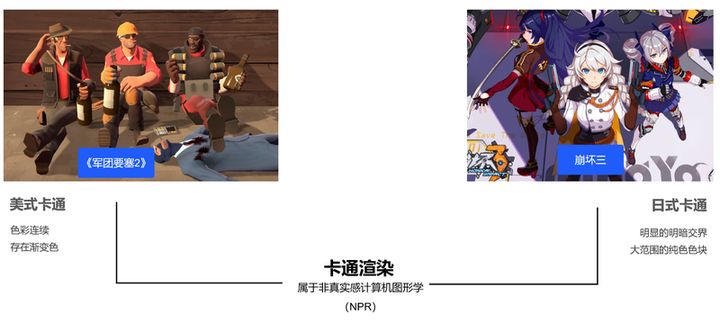 《军团要塞2》
崩坏三
Save The
美式卡通
色彩连续
存在渐变色
日式卡通
明显的明暗交界
大范围的纯色色块
卡通渲染
属于非真实感计算机图形学
(NPR)